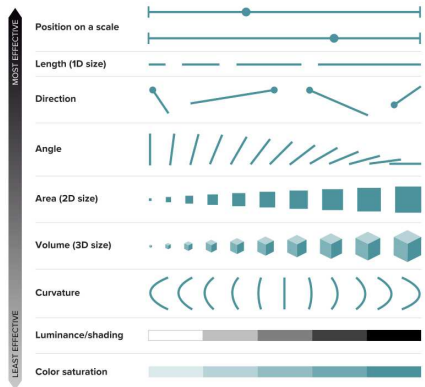 MOST EFFECTIVE
Position on a scale
Length (1D size)
Direction
Angle
Area (2D size)
Volume (3D size)
Curvature
Luminance/shading
Color saturation
LEAST EFFECTIVE